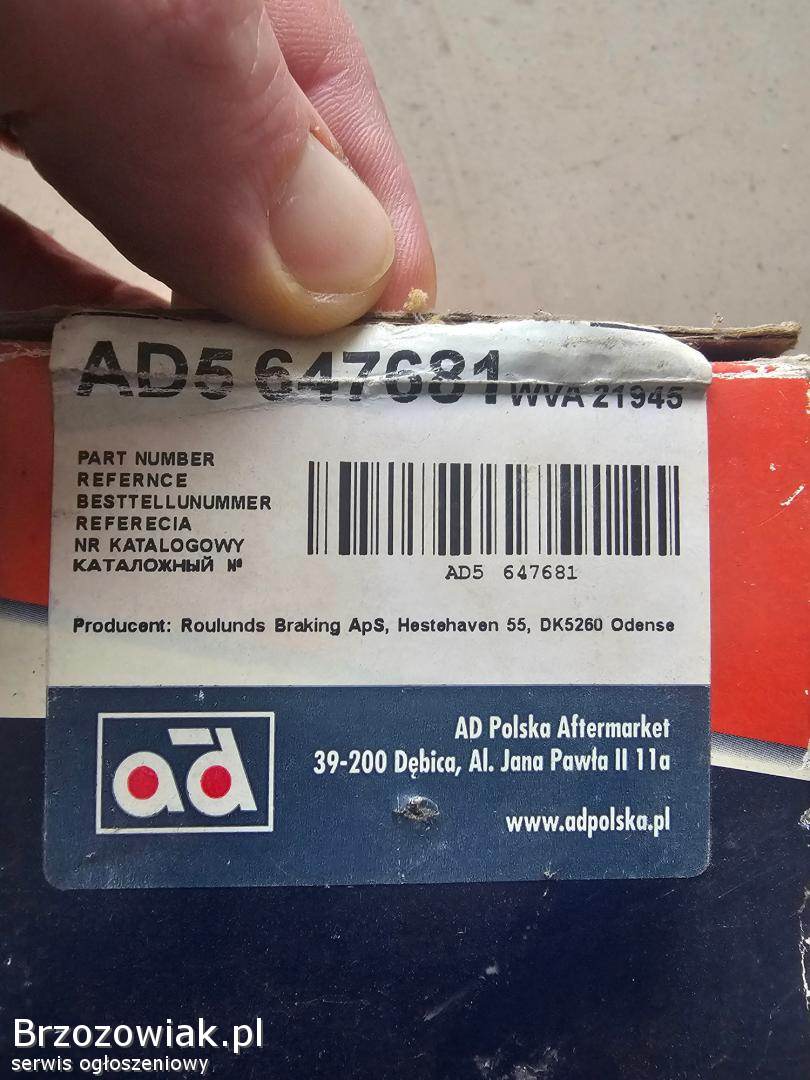 AD5 647681 WVA 21945
PART NUMBER
REFERNCE
BESTTELLUNUMMER
REFERECIA
NR KATALOGOWY
КАТАЛОЖНЫЙ №
AD5 647681
Producent: Roulunds Braking ApS, Hestehaven 55, DK5260 Odense
ad
AD Polska Aftermarket
39-200 Dębica, Al. Jana Pawła II 11a
www.adpolska.pl
Brzozowiak.pl
serwis ogłoszeniowy